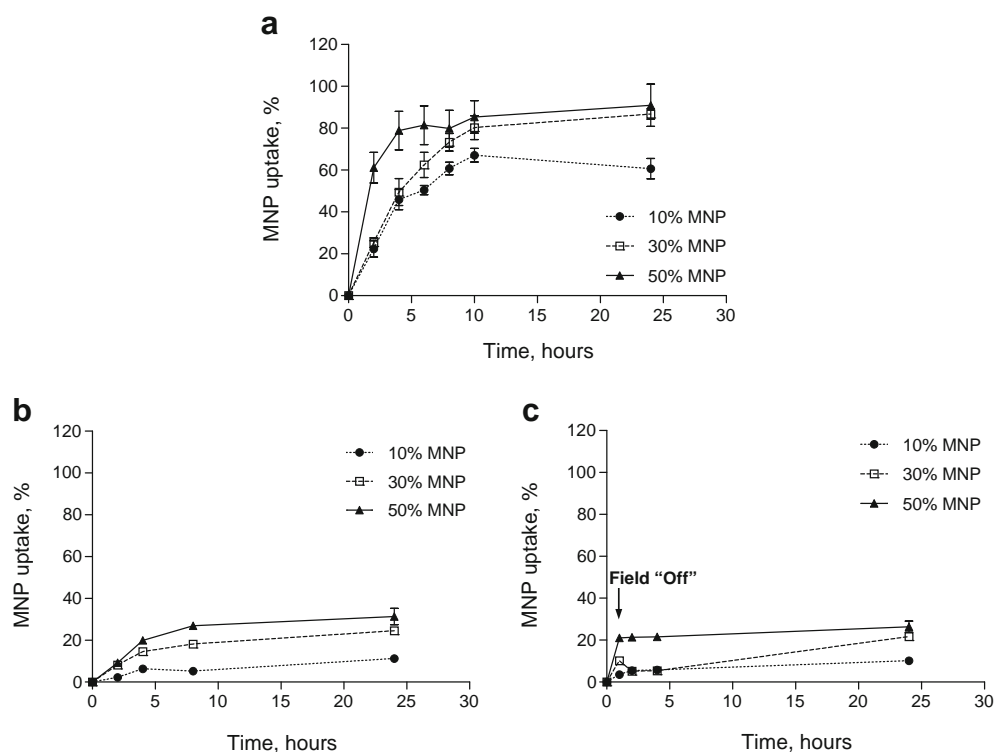 a
120
100
80
60
40
20
0
MNP uptake, %
10% MNP
30% MNP
50% MNP
0 5 10 15 20 25 30
Time, hours
b
120
100
80
60
40
20
0
MNP uptake, %
10% MNP
30% MNP
50% MNP
0 5 10 15 20 25 30
Time, hours
c
120
100
80
60
40
20
0
MNP uptake, %
10% MNP
30% MNP
50% MNP
Field “Off”
0 5 10 15 20 25 30
Time, hours